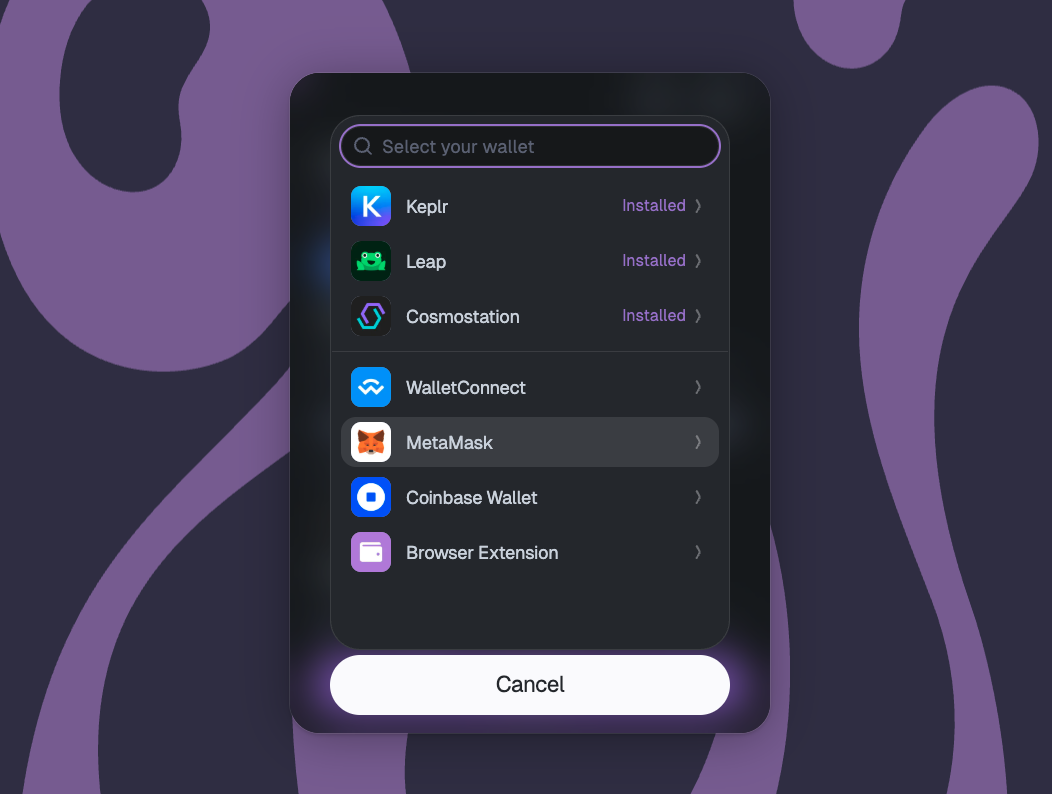 Select your wallet
Keplr Installed
Leap Installed
Cosmostation Installed
WalletConnect
MetaMask
Coinbase Wallet
Browser Extension
Cancel